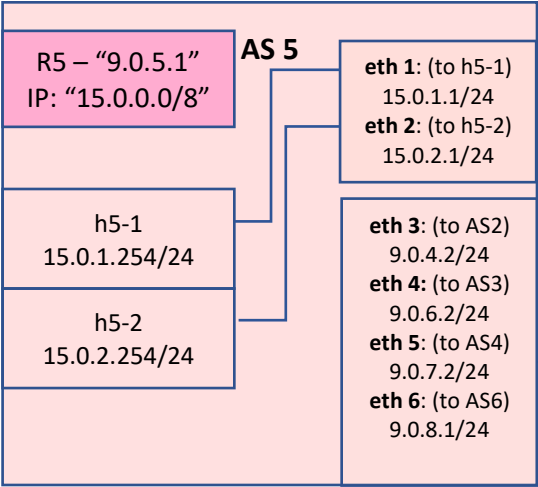 R5 – “9.0.5.1”
IP: “15.0.0.0/8”
AS 5
eth 1: (to h5-1)
15.0.1.1/24
eth 2: (to h5-2)
15.0.2.1/24
h5-1
15.0.1.254/24
h5-2
15.0.2.254/24
eth 3: (to AS2)
9.0.4.2/24
eth 4: (to AS3)
9.0.6.2/24
eth 5: (to AS4)
9.0.7.2/24
eth 6: (to AS6)
9.0.8.1/24